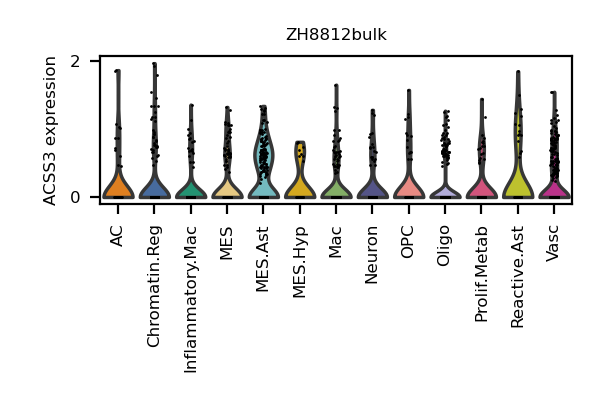 ZH8812bulk
ACSS3 expression
2
0
AC
Chromatin.Reg
Inflammatory.Mac
MES
MES.Ast
MES.Hyp
Mac
Neuron
OPC
Oligo
Prolif.Metab
Reactive.Ast
Vasc